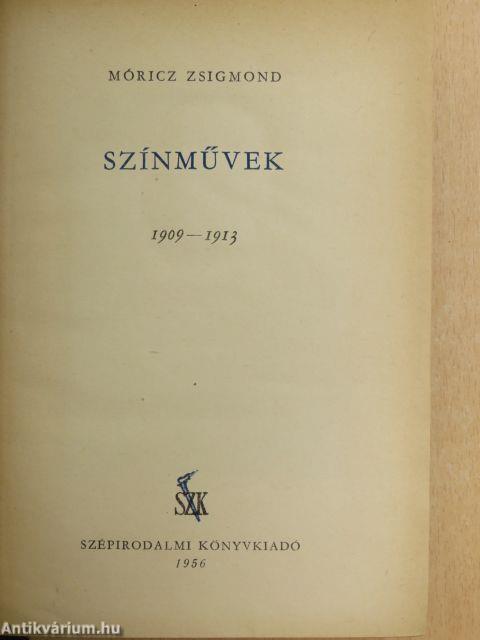 MÓRICZ ZSIGMOND
SZÍNMŰVEK
1909—1913
SZK
SZÉPIRODALMI KÖNYVKIADÓ
1956
Antikvárium.hu